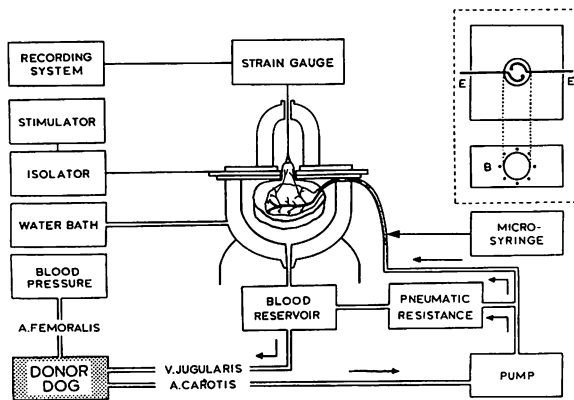 RECORDING
SYSTEM
STRAIN GAUGE
STIMULATOR
ISOLATOR
WATER BATH
BLOOD
PRESSURE
A.FEMORALIS
DONOR
DOG
BLOOD
RESERVOIR
V.JUGULARIS
A.CAROTIS
PNEUMATIC
RESISTANCE
MICRO-
SYRINGE
PUMP
E E
B